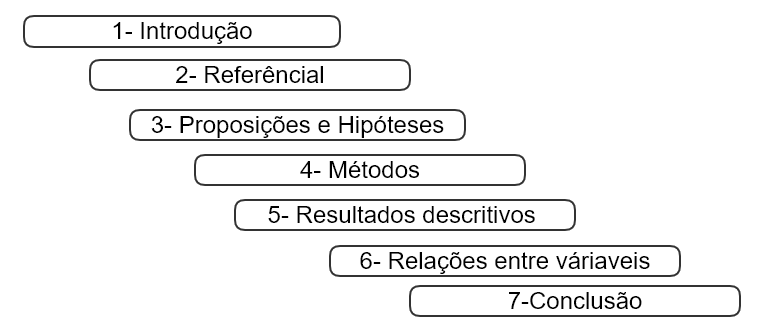 1- Introdução
2- Referêncial
3- Proposições e Hipóteses
4- Métodos
5- Resultados descritivos
6- Relações entre váriaveis
7-Conclusão